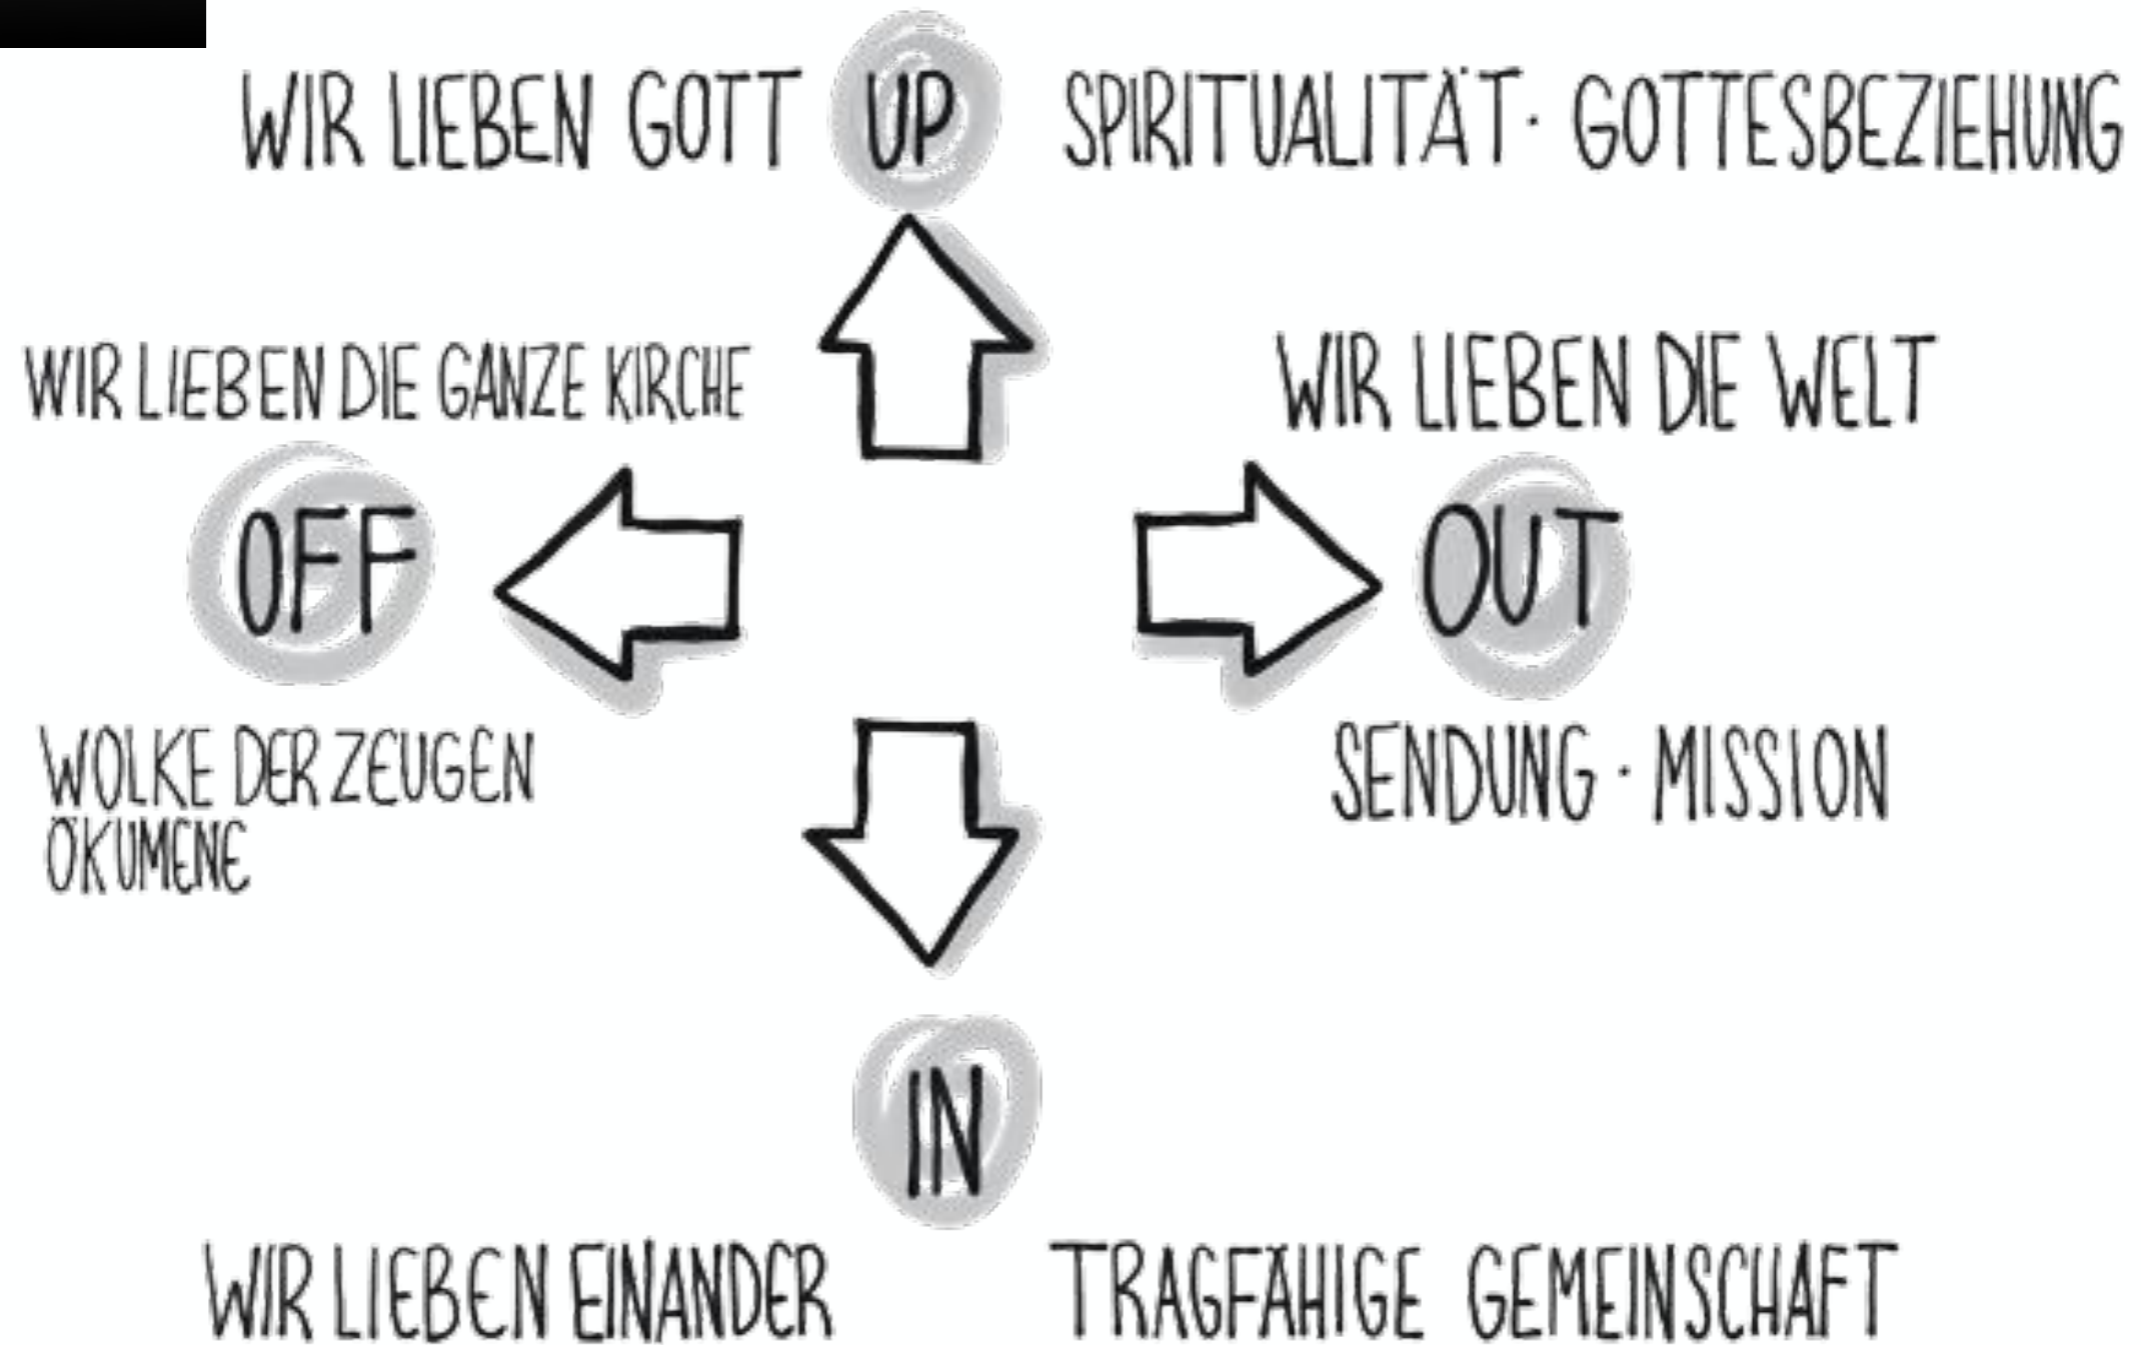 WIR LIEBEN GOTT UP SPIRITUALITÄT · GOTTESBEZIEHUNG
WIR LIEBEN DIE GANZE KIRCHE
OFF
WOLKE DER ZEUGEN
ÖKUMENE
WIR LIEBEN DIE WELT
OUT
SENDUNG · MISSION
IN
WIR LIEBEN EINANDER TRAGFÄHIGE GEMEINSCHAFT